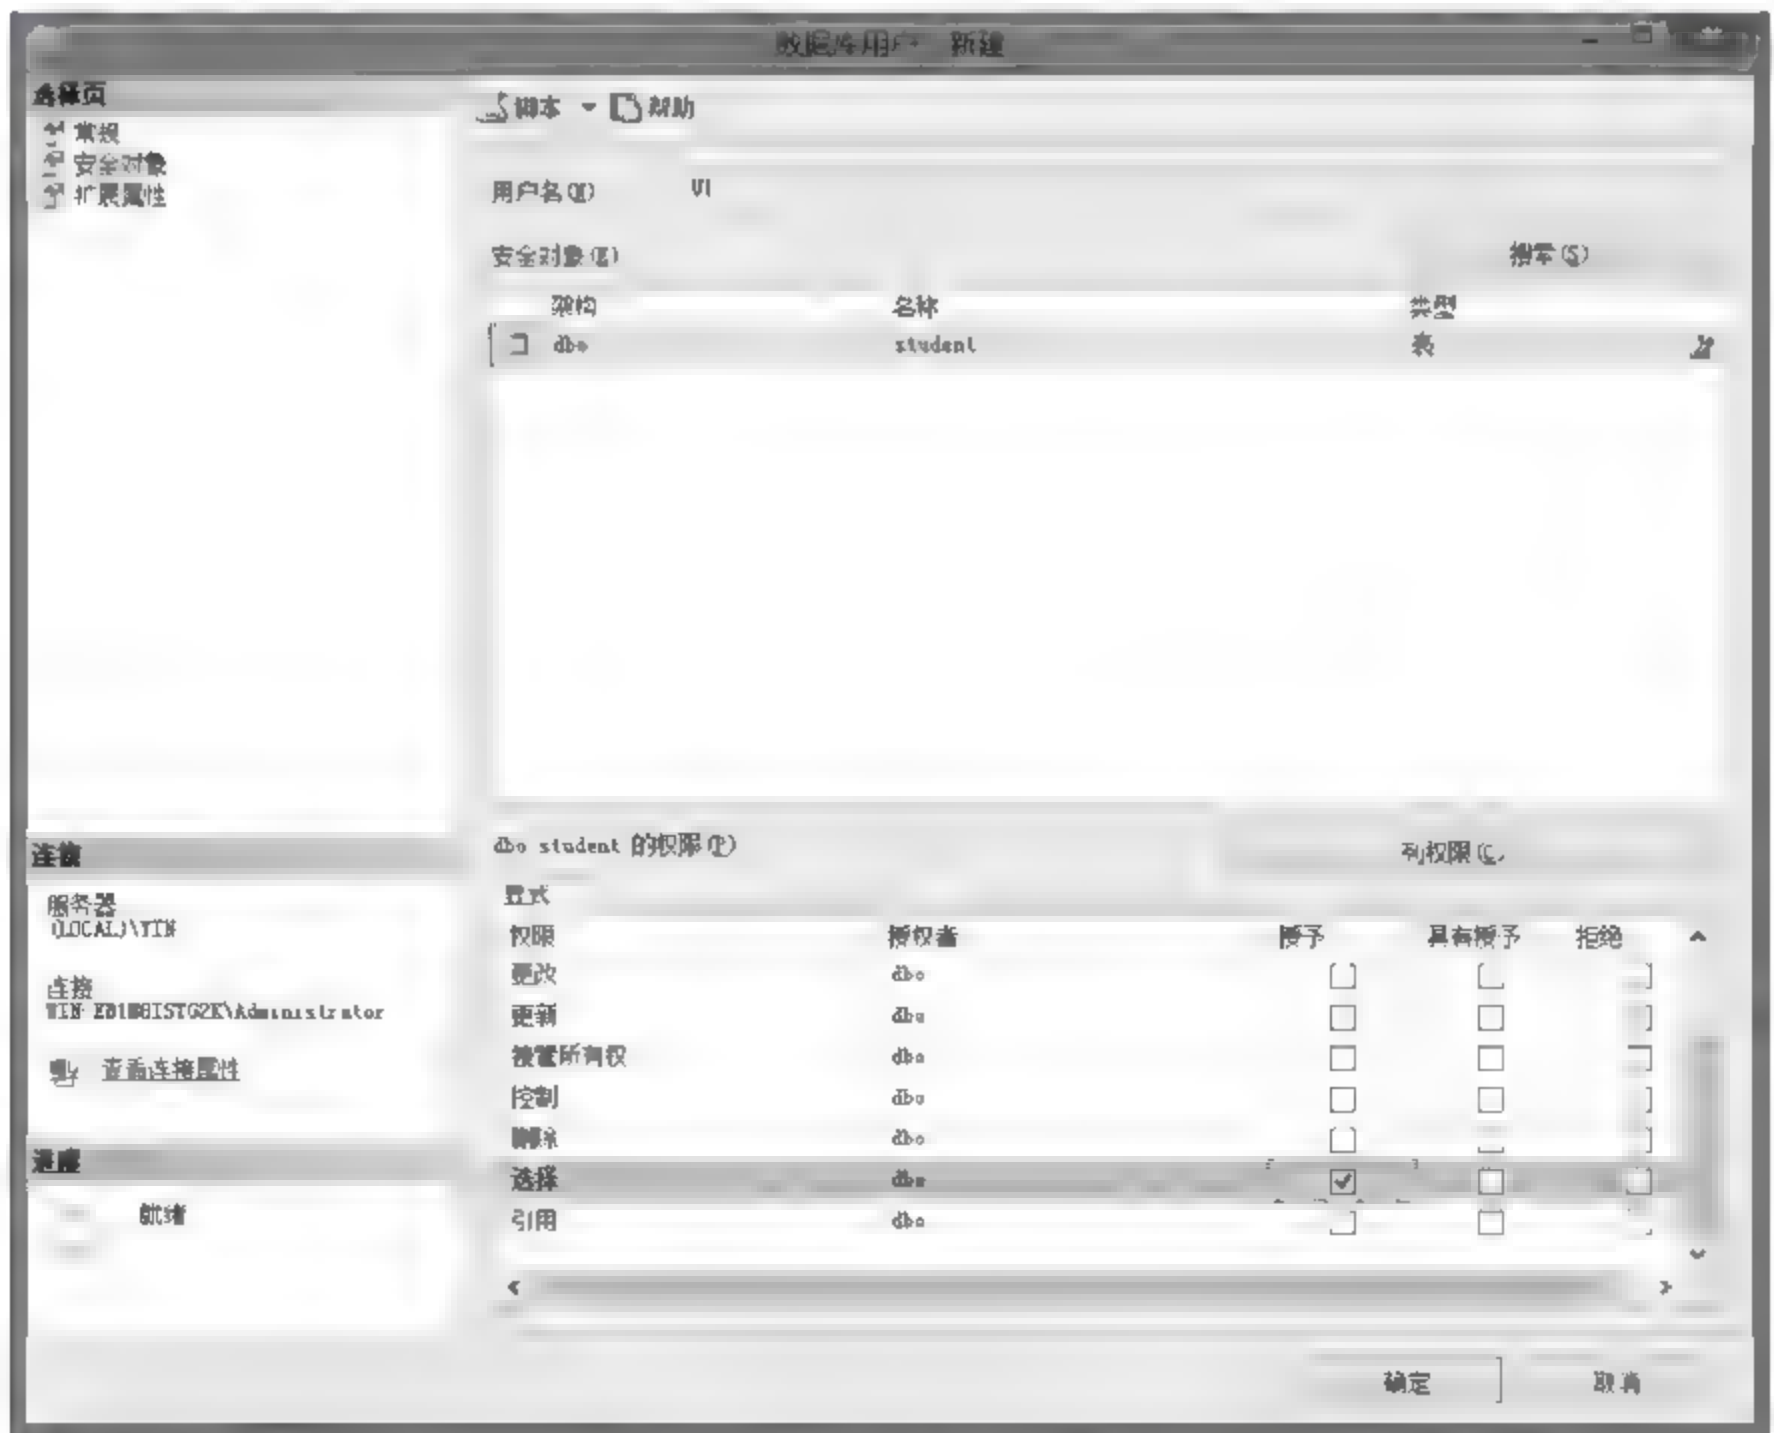 数据库用户 新建
选择页
常规
安全对象
扩展属性
脚本 帮助
用户名(N) U1
安全对象(E) 搜索(S)
架构 名称 类型
dbo student 表
dbo student 的权限(P) 列权限(C)
显式
权限 授权者 授予 具有授予 拒绝
更改 dbo
更新 dbo
接管所有权 dbo
控制 dbo
删除 dbo
选择 dbo
引用 dbo
连接
服务器
(LOCAL)\YIN
连接
\Administrator
查看连接属性
进度
就绪
确定 取消